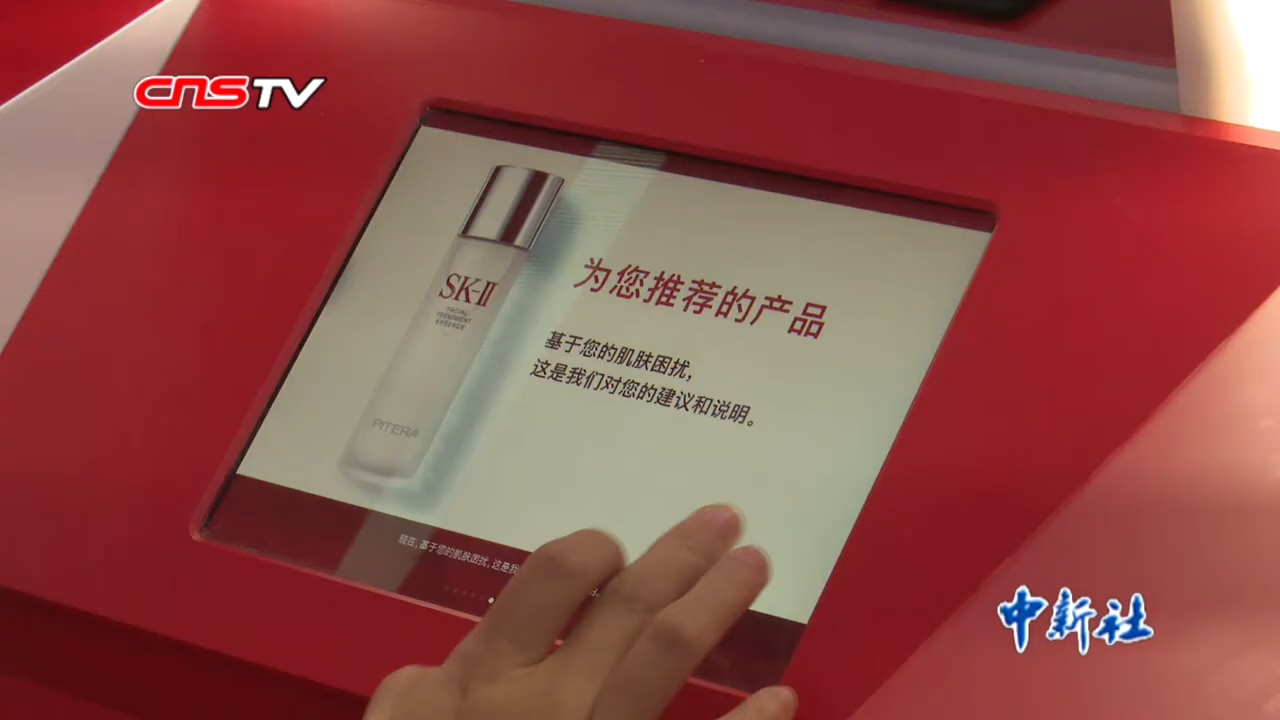 CNSTV
SK-II
FACIAL
TREATMENT
ESSENCE
PITERA
为您推荐的产品
基于您的肌肤困扰，
这是我们对您的建议和说明。
现在，基于您的肌肤困扰，这是我
中新社